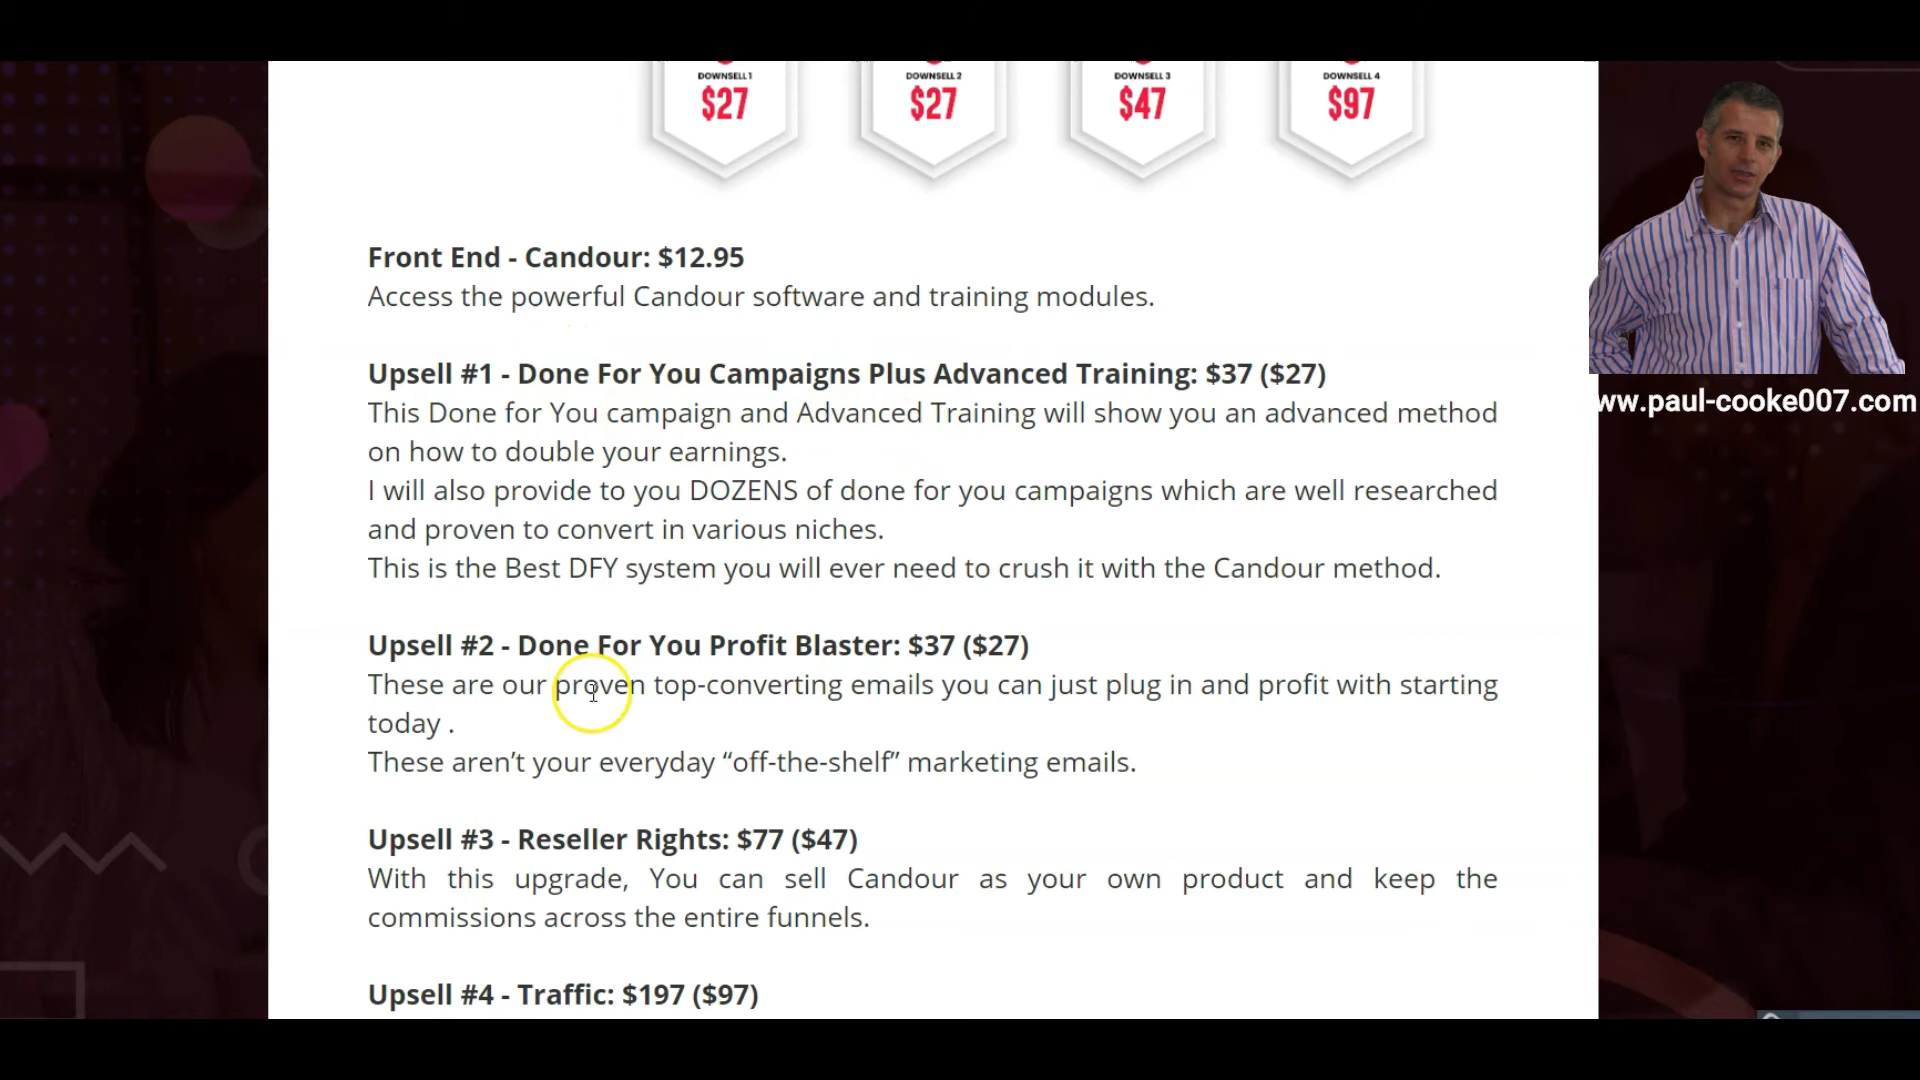 DOWNSELL 1 DOWNSELL 2 DOWNSELL 3 DOWNSELL 4
$27 $27 $47 $97
Front End - Candour: $12.95
Access the powerful Candour software and training modules.
Upsell #1 - Done For You Campaigns Plus Advanced Training: $37 ($27)
This Done for You campaign and Advanced Training will show you an advanced method
on how to double your earnings.
I will also provide to you DOZENS of done for you campaigns which are well researched
and proven to convert in various niches.
This is the Best DFY system you will ever need to crush it with the Candour method.
Upsell #2 - Done For You Profit Blaster: $37 ($27)
These are our proven top-converting emails you can just plug in and profit with starting
today .
These aren’t your everyday “off-the-shelf” marketing emails.
Upsell #3 - Reseller Rights: $77 ($47)
With this upgrade, You can sell Candour as your own product and keep the
commissions across the entire funnels.
Upsell #4 - Traffic: $197 ($97)
ww.paul-cooke007.com